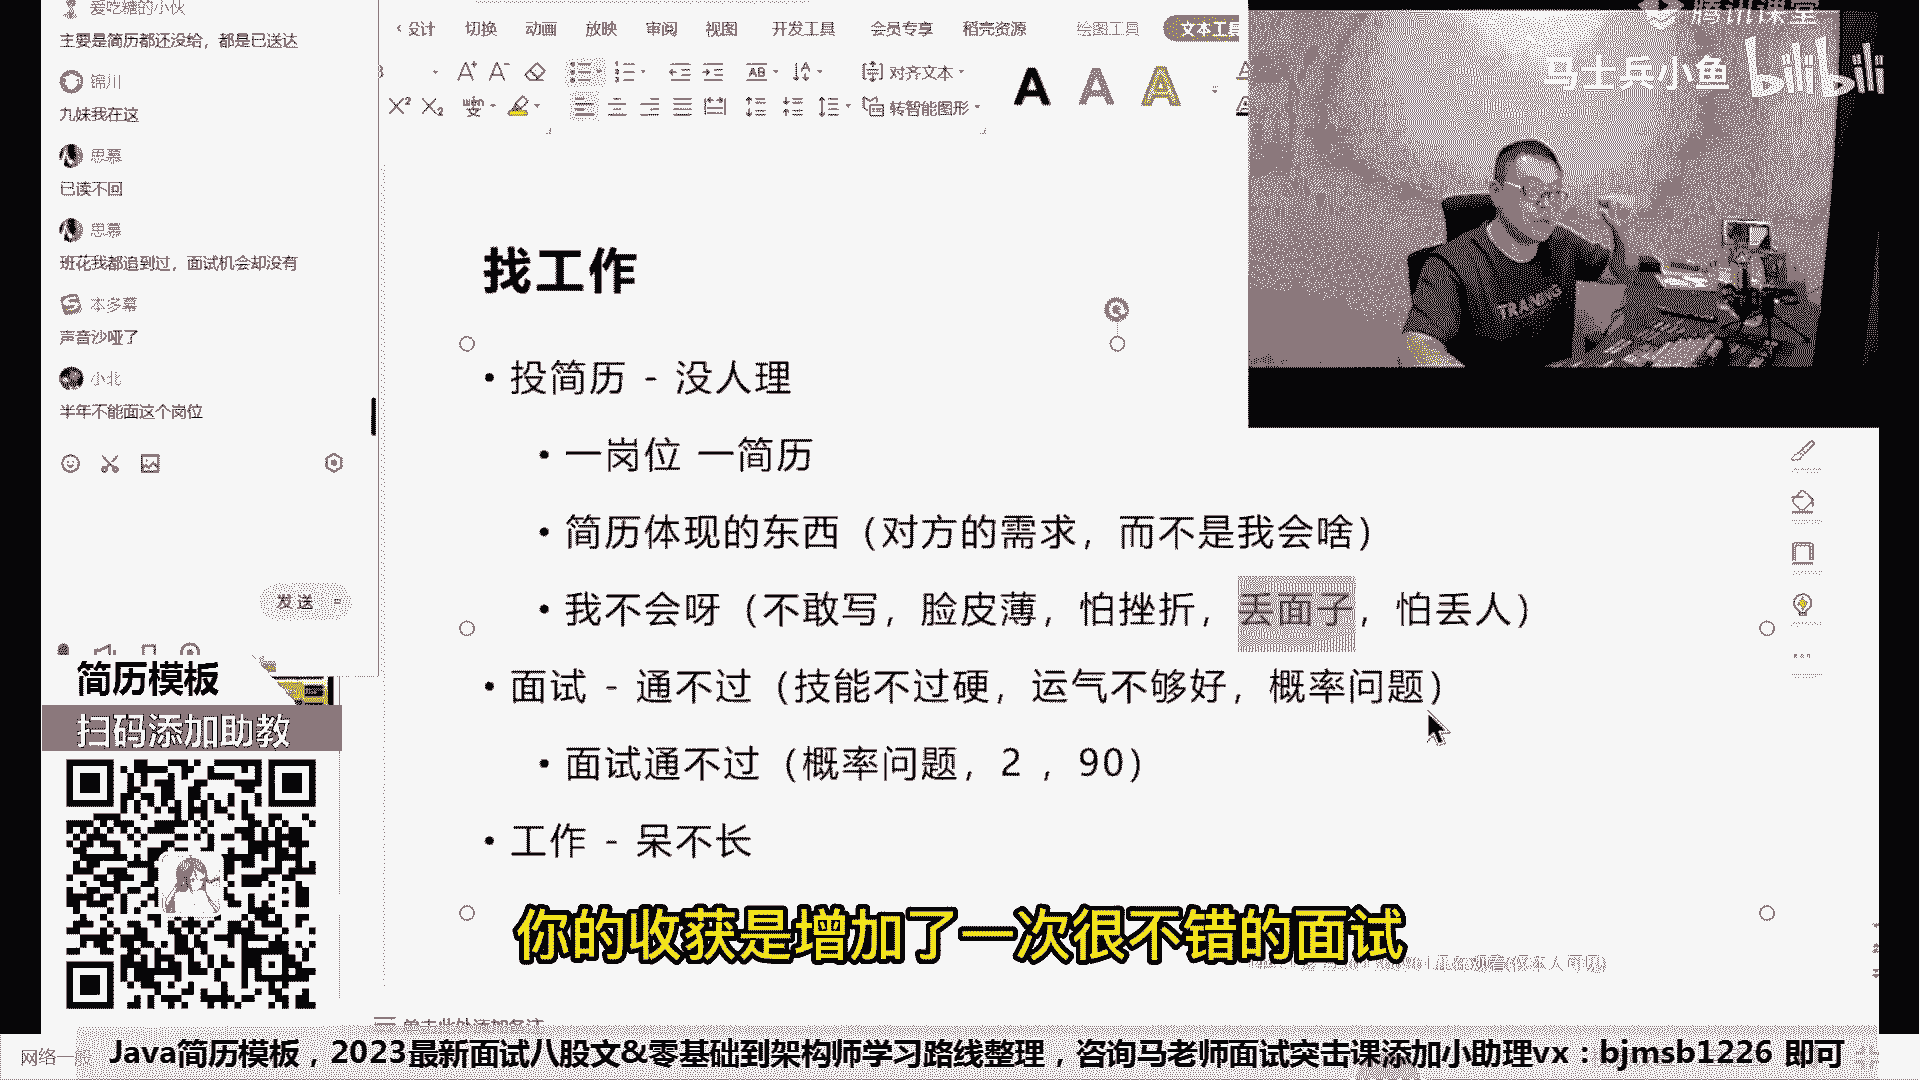 爱吃糖的小伙
主要是简历都还没给，都是已送达
锦川
九妹我在这
思慕
已读不回
思慕
班花我都追到过，面试机会却没有
本多幕
声音沙哑了
小北
半年不能面这个岗位
发送
简历模板
扫码添加助教
设计 切换 动画 放映 审阅 视图 开发工具 会员专享 稻壳资源 绘图工具 文本工具
对齐文本
转智能图形
腾讯课堂
马士兵小鱼 bilibili
TRAINING
找工作
• 投简历 - 没人理
• 一岗位 一简历
• 简历体现的东西（对方的需求，而不是我会啥）
• 我不会呀（不敢写，脸皮薄，怕挫折，丢面子，怕丢人）
• 面试 - 通不过（技能不过硬，运气不够好，概率问题）
• 面试通不过（概率问题，2 ，90）
• 工作 - 呆不长
你的收获是增加了一次很不错的面试
单击此处添加备注
Java简历模板，2023最新面试八股文&零基础到架构师学习路线整理，咨询马老师面试突击课添加小助理vx：bjmsb1226 即可